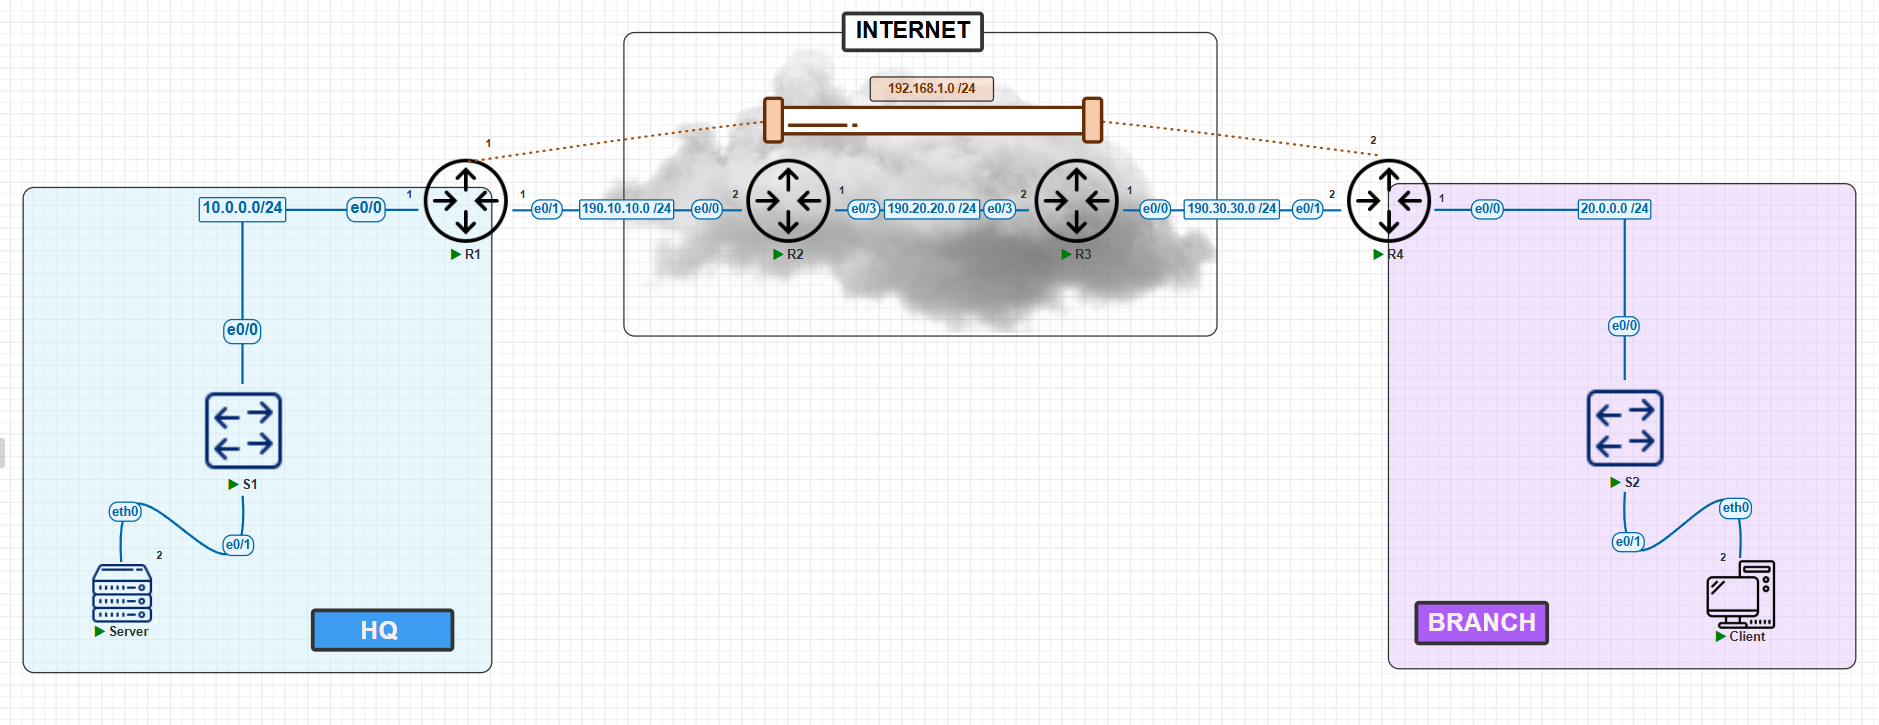 INTERNET
192.168.1.0 /24
1
2
10.0.0.0/24
e0/0
1
R1
1
e0/1
190.10.10.0 /24
e0/0
2
R2
1
e0/3
190.20.20.0 /24
e0/3
2
R3
1
e0/0
190.30.30.0 /24
e0/1
2
R4
1
e0/0
20.0.0.0 /24
e0/0
S1
e0/1
eth0
2
Server
HQ
e0/0
S2
e0/1
eth0
2
Client
BRANCH